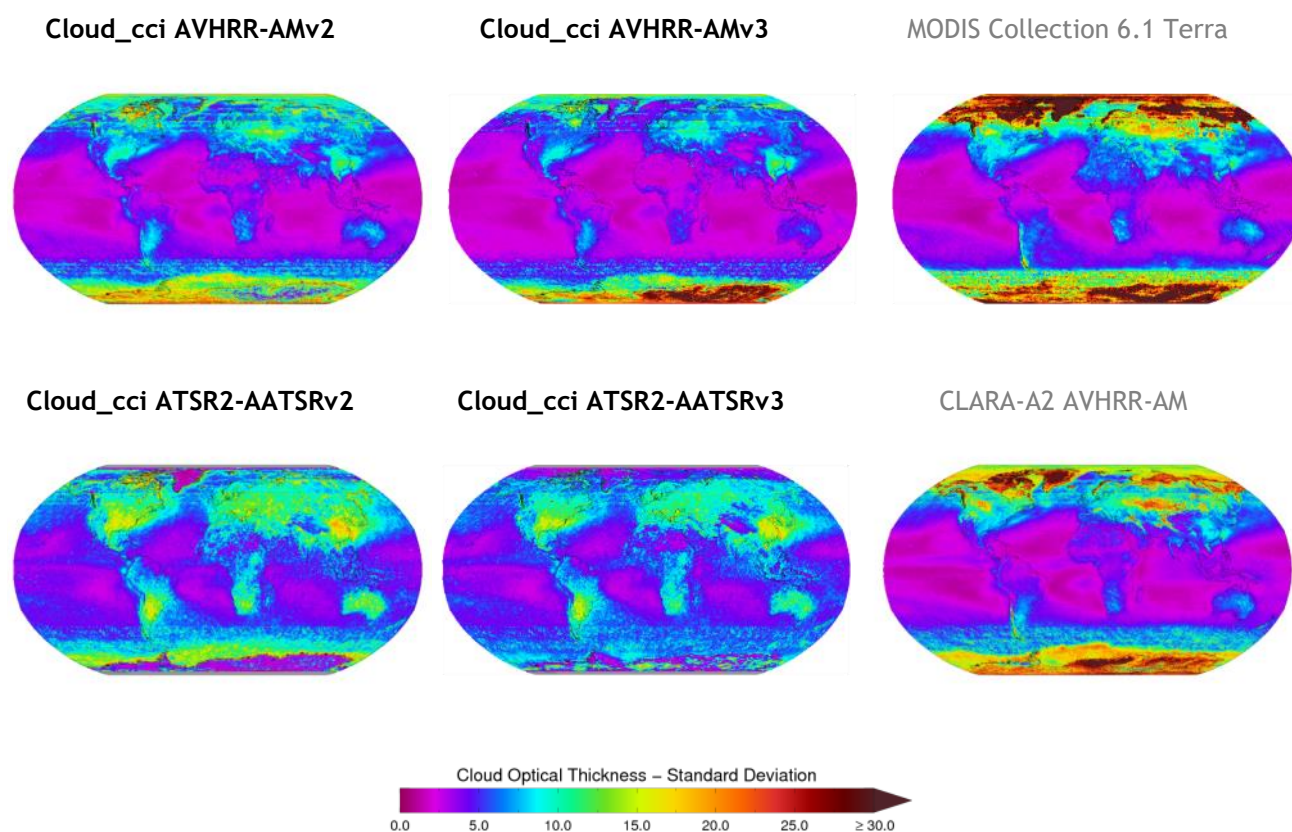 Cloud_cci AVHRR-AMv2
Cloud_cci AVHRR-AMv3
MODIS Collection 6.1 Terra
Cloud_cci ATSR2-AATSRv2
Cloud_cci ATSR2-AATSRv3
CLARA-A2 AVHRR-AM
Cloud Optical Thickness – Standard Deviation
0.0 5.0 10.0 15.0 20.0 25.0 ≥ 30.0